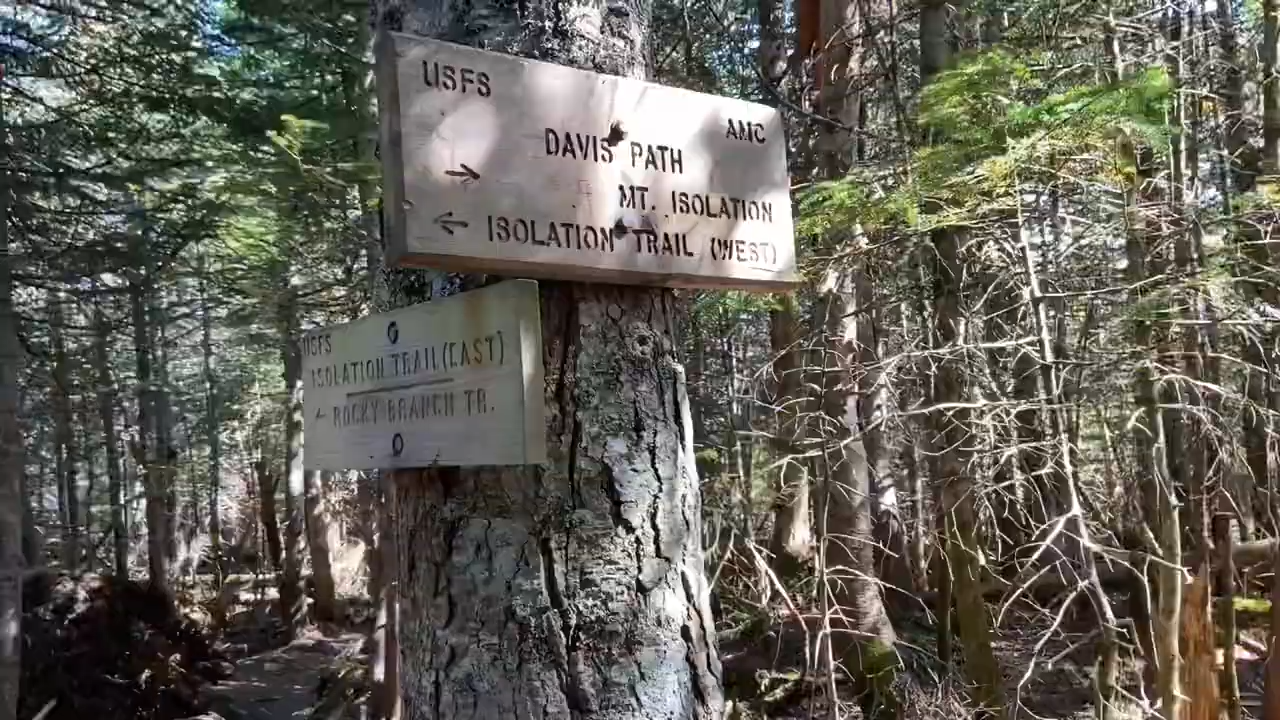 USFS AMC
DAVIS PATH
→ MT. ISOLATION
← ISOLATION TRAIL (WEST)
USFS
ISOLATION TRAIL (EAST)
← ROCKY BRANCH TR.